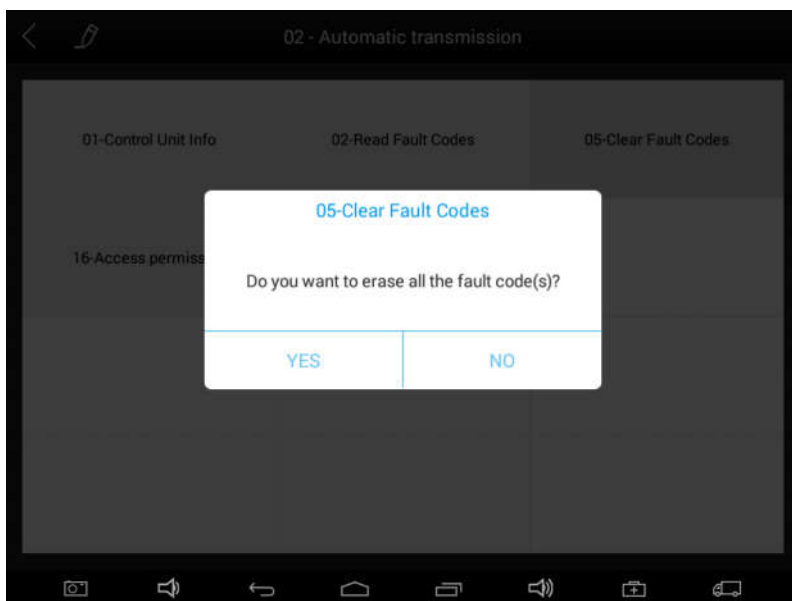 02 - Automatic transmission
01-Control Unit Info
02-Read Fault Codes
05-Clear Fault Codes
16-Access permiss
05-Clear Fault Codes
Do you want to erase all the fault code(s)?
YES
NO